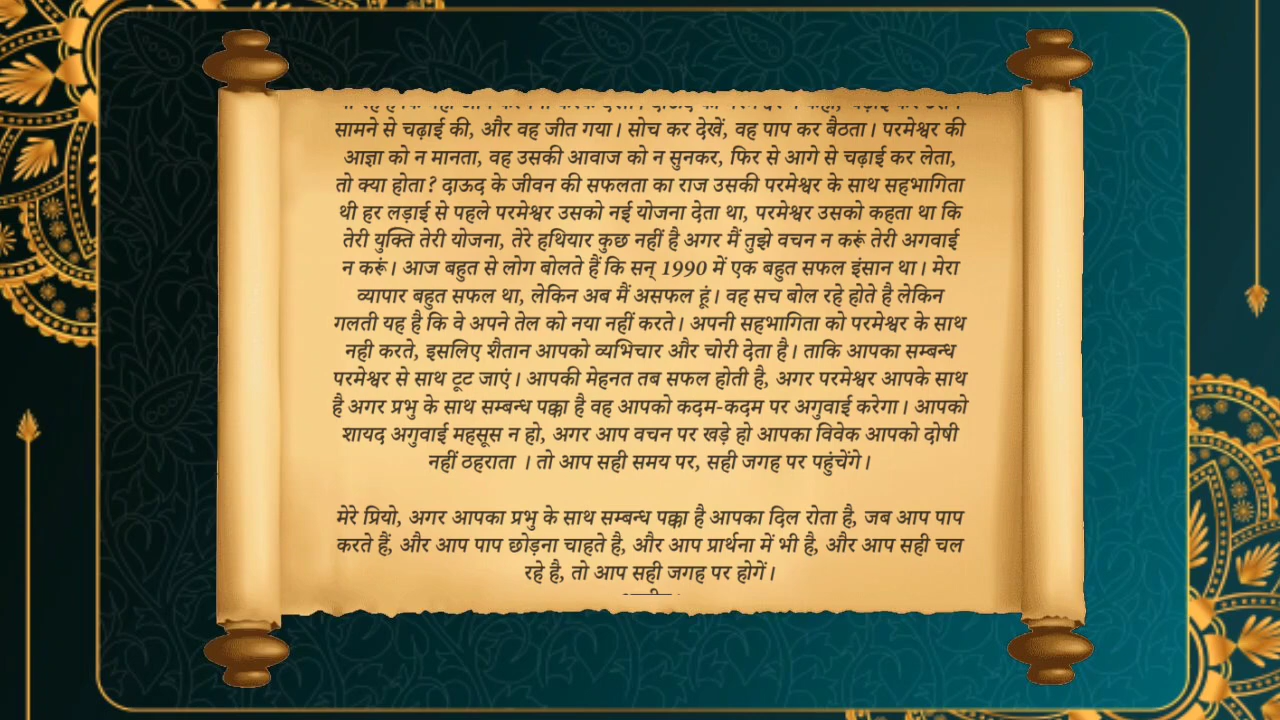 सामने से चढ़ाई की, और वह जीत गया। सोच कर देखें, वह पाप कर बैठता। परमेश्वर की
आज्ञा को न मानता, वह उसकी आवाज को न सुनकर, फिर से आगे से चढ़ाई कर लेता,
तो क्या होता? दाऊद के जीवन की सफलता का राज उसकी परमेश्वर के साथ सहभागिता
थी हर लड़ाई से पहले परमेश्वर उसको नई योजना देता था, परमेश्वर उसको कहता था कि
तेरी युक्ति तेरी योजना, तेरे हथियार कुछ नहीं है अगर मैं तुझे वचन न करूं तेरी अगवाई
न करूं। आज बहुत से लोग बोलते हैं कि सन् 1990 में एक बहुत सफल इंसान था। मेरा
व्यापार बहुत सफल था, लेकिन अब मैं असफल हूं। वह सच बोल रहे होते है लेकिन
गलती यह है कि वे अपने तेल को नया नहीं करते। अपनी सहभागिता को परमेश्वर के साथ
नही करते, इसलिए शैतान आपको व्यभिचार और चोरी देता है। ताकि आपका सम्बन्ध
परमेश्वर से साथ टूट जाएं। आपकी मेहनत तब सफल होती है, अगर परमेश्वर आपके साथ
है अगर प्रभु के साथ सम्बन्ध पक्का है वह आपको कदम-कदम पर अगुवाई करेगा। आपको
शायद अगुवाई महसूस न हो, अगर आप वचन पर खड़े हो आपका विवेक आपको दोषी
नहीं ठहराता । तो आप सही समय पर, सही जगह पर पहुंचेंगे।
मेरे प्रियो, अगर आपका प्रभु के साथ सम्बन्ध पक्का है आपका दिल रोता है, जब आप पाप
करते हैं, और आप पाप छोड़ना चाहते है, और आप प्रार्थना में भी है, और आप सही चल
रहे है, तो आप सही जगह पर होगें।